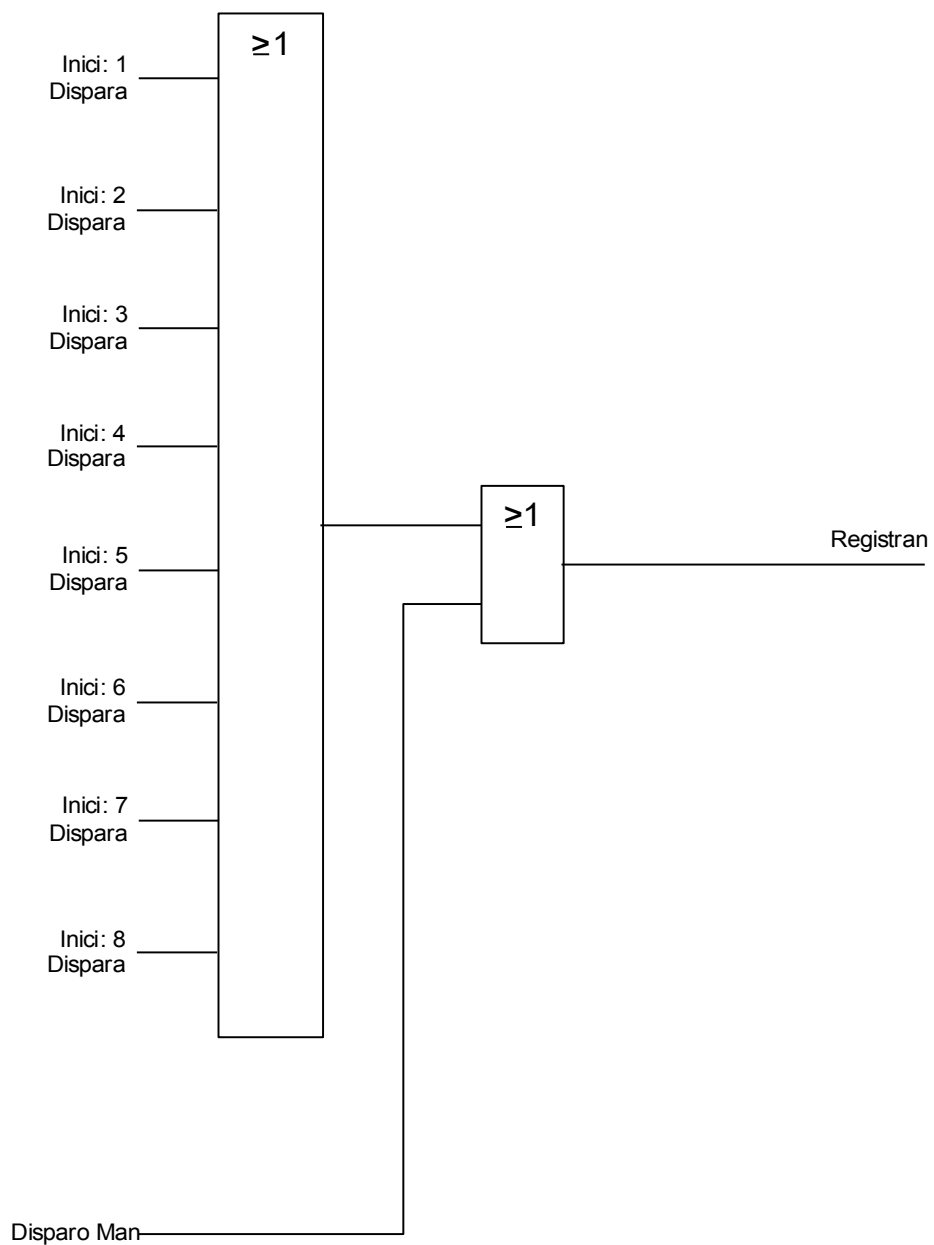 ≥1
Inici: 1
Dispara
Inici: 2
Dispara
Inici: 3
Dispara
Inici: 4
Dispara
≥1
Registran
Inici: 5
Dispara
Inici: 6
Dispara
Inici: 7
Dispara
Inici: 8
Dispara
Disparo Man